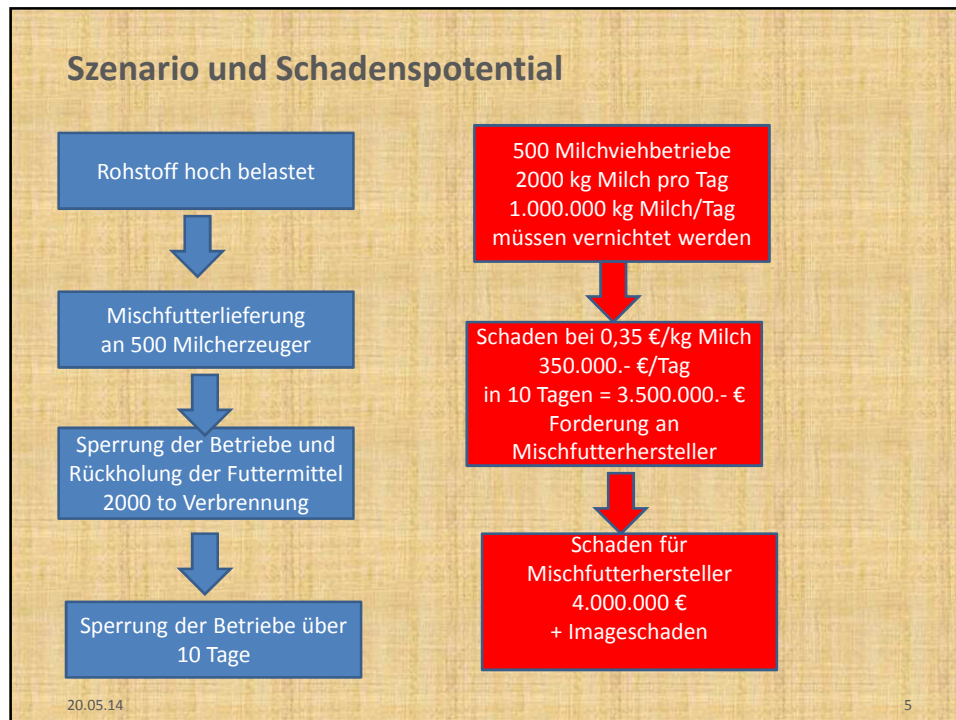 Szenario und Schadenspotential
Rohstoff hoch belastet
Mischfutterlieferung
an 500 Milcherzeuger
Sperrung der Betriebe und
Rückholung der Futtermittel
2000 to Verbrennung
Sperrung der Betriebe über
10 Tage
500 Milchviehbetriebe
2000 kg Milch pro Tag
1.000.000 kg Milch/Tag
müssen vernichtet werden
Schaden bei 0,35 €/kg Milch
350.000.- €/Tag
in 10 Tagen = 3.500.000.- €
Forderung an
Mischfutterhersteller
Schaden für
Mischfutterhersteller
4.000.000 €
+ Imageschaden
20.05.14
5